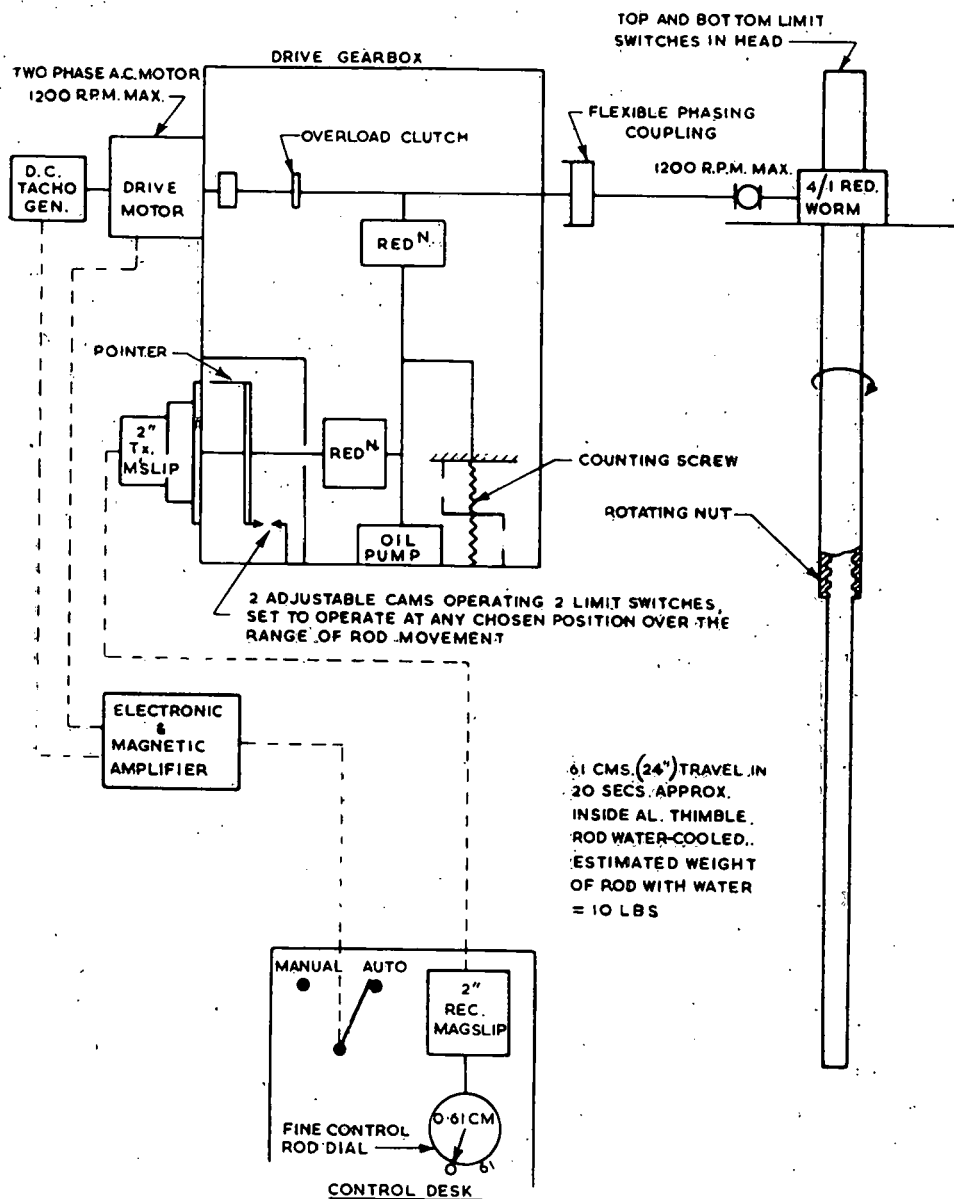 TOP AND BOTTOM LIMIT
SWITCHES IN HEAD
DRIVE GEARBOX
TWO PHASE A.C. MOTOR
1200 R.P.M. MAX.
FLEXIBLE PHASING
COUPLING
OVERLOAD CLUTCH
1200 R.P.M. MAX.
D.C.
TACHO
GEN.
DRIVE
MOTOR
4/1 RED.
WORM
REDN
POINTER
2"
Tx.
M'SLIP
REDN.
COUNTING SCREW
ROTATING NUT
OIL
PUMP
2 ADJUSTABLE CAMS OPERATING 2 LIMIT SWITCHES,
SET TO OPERATE AT ANY CHOSEN POSITION OVER THE
RANGE OF ROD MOVEMENT
ELECTRONIC
&
MAGNETIC
AMPLIFIER
61 CMS. (24") TRAVEL IN
20 SECS. APPROX.
INSIDE AL. THIMBLE.
ROD WATER-COOLED..
ESTIMATED WEIGHT
OF ROD WITH WATER
= 10 LBS
MANUAL AUTO
2"
REC.
MAGSLIP
0-61 CM
FINE CONTROL
ROD DIAL
0 61
CONTROL DESK